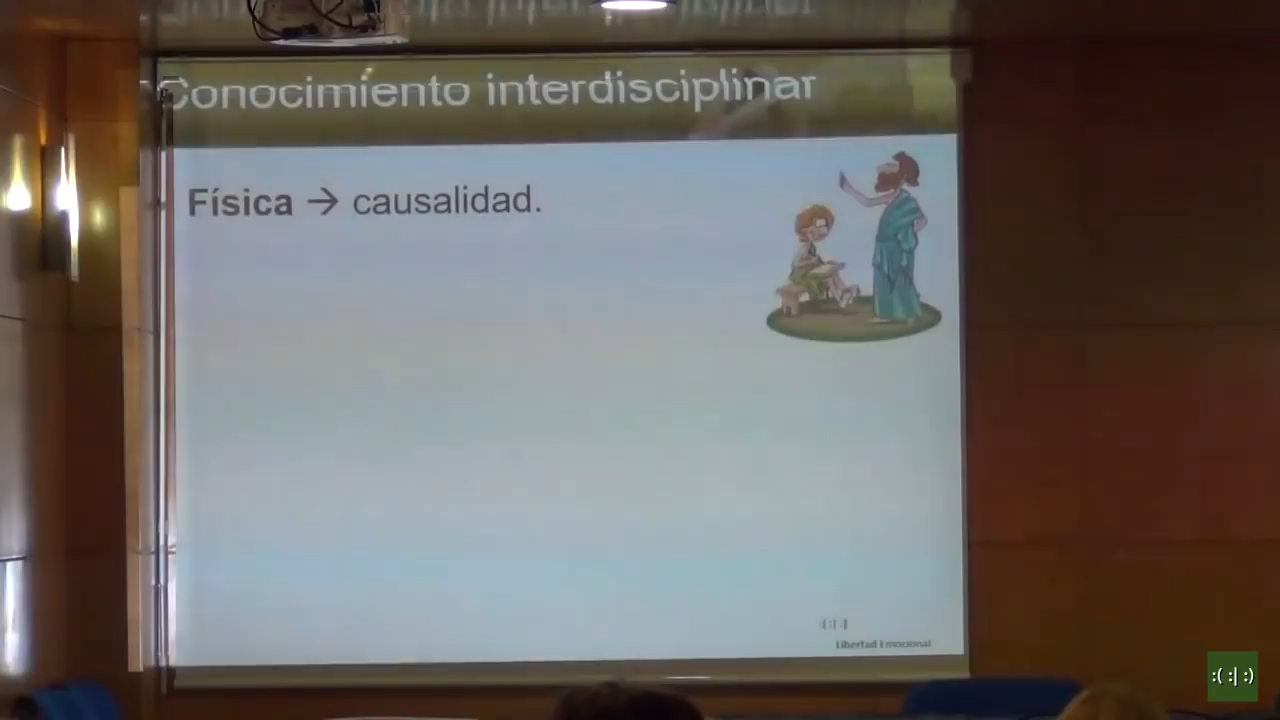 Conocimiento interdisciplinar
Física → causalidad.
:(:|:)
Libertad Emocional
:( :| :)